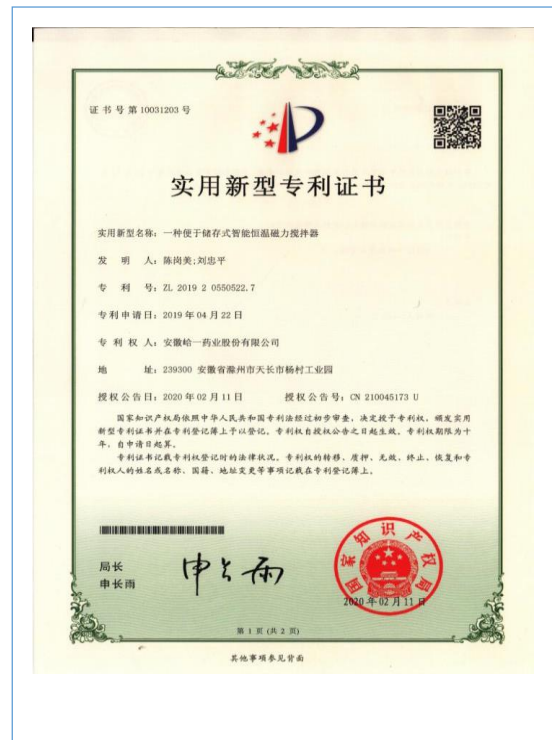 证书号第10031203号
实用新型专利证书
实用新型名称：一种便于储存式智能恒温磁力搅拌器
发明人：陈岗美;刘忠平
专利号：ZL 2019 2 0550522.7
专利申请日：2019年04月22日
专利权人：安徽峆一药业股份有限公司
地址：239300 安徽省滁州市天长市杨村工业园
授权公告日：2020年02月11日 授权公告号：CN 210045173 U
国家知识产权局依照中华人民共和国专利法经过初步审查，决定授予专利权，颁发实用
新型专利证书并在专利登记簿上予以登记。专利权自授权公告之日起生效。专利权期限为十
年，自申请日起算。
专利证书记载专利权登记时的法律状况。专利权的转移、质押、无效、终止、恢复和专
利权人的姓名或名称、国籍、地址变更等事项记载在专利登记簿上。
局长
申长雨
申长雨
国家知识产权局
2020年02月11日
第1页(共2页)
其他事项参见背面